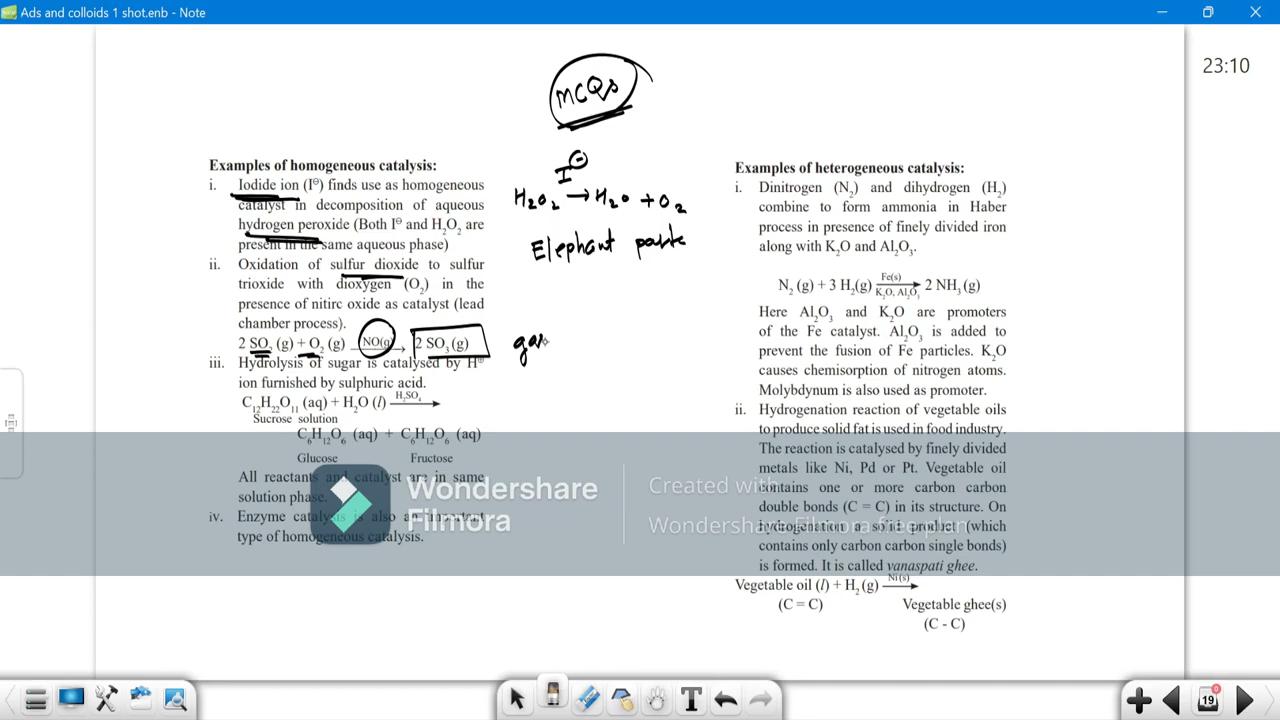 Ads and colloids 1 shot.enb - Note
23:10
MCQs
Examples of homogeneous catalysis:
i. Iodide ion (I⊖) finds use as homogeneous
catalyst in decomposition of aqueous
hydrogen peroxide (Both I⊖ and H₂O₂ are
present in the same aqueous phase)
ii. Oxidation of sulfur dioxide to sulfur
trioxide with dioxygen (O₂) in the
presence of nitirc oxide as catalyst (lead
chamber process).
2 SO₂ (g) + O₂ (g) NO(g)→ 2 SO₃ (g)
iii. Hydrolysis of sugar is catalysed by H⊕
ion furnished by sulphuric acid.
C₁₂H₂₂O₁₁ (aq) + H₂O (l) H₂SO₄→
Sucrose solution
C₆H₁₂O₆ (aq) + C₆H₁₂O₆ (aq)
Glucose Fructose
All reactants and catalyst are in same
solution phase.
iv. Enzyme catalysis is also an important
type of homogeneous catalysis.
I⊖
H₂O₂ → H₂O + O₂
Elephant paste
gas
Examples of heterogeneous catalysis:
i. Dinitrogen (N₂) and dihydrogen (H₂)
combine to form ammonia in Haber
process in presence of finely divided iron
along with K₂O and Al₂O₃.
N₂ (g) + 3 H₂(g) Fe(s) K₂O, Al₂O₃→ 2 NH₃ (g)
Here Al₂O₃ and K₂O are promoters
of the Fe catalyst. Al₂O₃ is added to
prevent the fusion of Fe particles. K₂O
causes chemisorption of nitrogen atoms.
Molybdynum is also used as promoter.
ii. Hydrogenation reaction of vegetable oils
to produce solid fat is used in food industry.
The reaction is catalysed by finely divided
metals like Ni, Pd or Pt. Vegetable oil
contains one or more carbon carbon
double bonds (C = C) in its structure. On
hydrogenation a solid product (which
contains only carbon carbon single bonds)
is formed. It is called vanaspati ghee.
Vegetable oil (l) + H₂ (g) Ni(s)→
(C = C) Vegetable ghee(s)
(C - C)
Wondershare
Filmora
Created with
Wondershare Filmora free plan
19